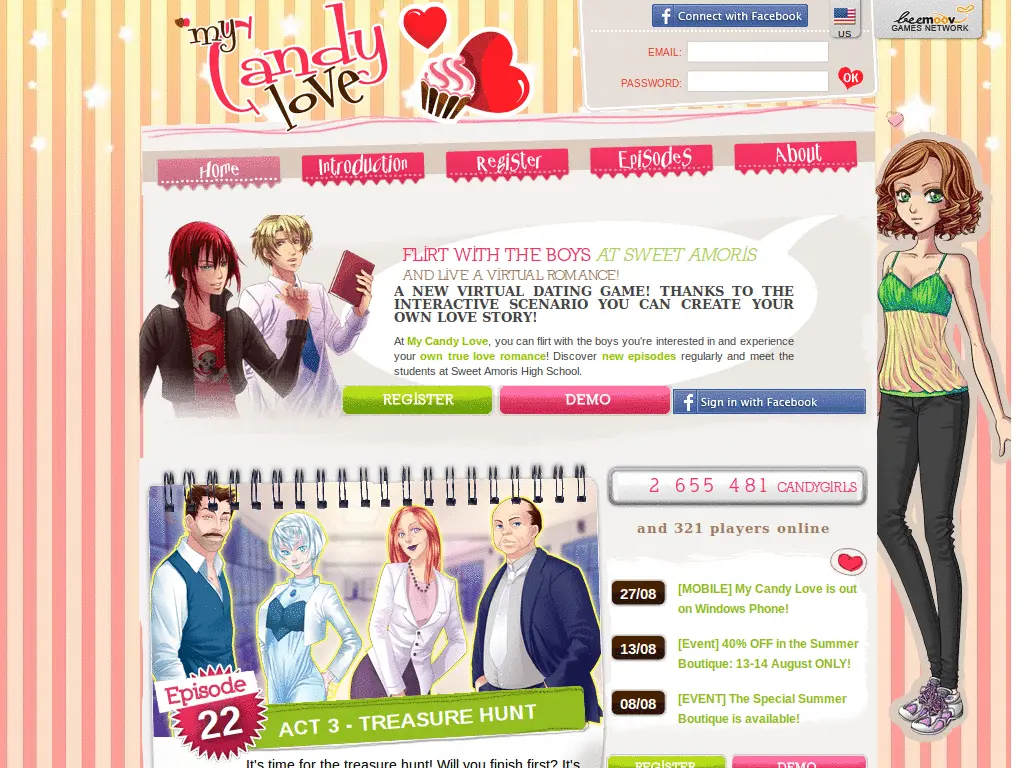 my Candy love
Connect with Facebook
US
beemoov
GAMES NETWORK
EMAIL:
PASSWORD:
OK
Home
Introduction
Register
Episodes
About
FLiRT WiTH THE BOYS AT SWEET AMORiS
AND LiVE A ViRTUAL ROMANCE!
A NEW VIRTUAL DATING GAME! THANKS TO THE
INTERACTIVE SCENARIO YOU CAN CREATE YOUR
OWN LOVE STORY!
At My Candy Love, you can flirt with the boys you're interested in and experience
your own true love romance! Discover new episodes regularly and meet the
students at Sweet Amoris High School.
REGiSTER
DEMO
Sign in with Facebook
2 655 481 CANDYGiRLS
and 321 players online
27/08
[MOBILE] My Candy Love is out
on Windows Phone!
13/08
[Event] 40% OFF in the Summer
Boutique: 13-14 August ONLY!
08/08
[EVENT] The Special Summer
Boutique is available!
Episode
22
ACT 3 - TREASURE HUNT
It's time for the treasure hunt! Will you finish first? It's
REGiSTER
DEMO